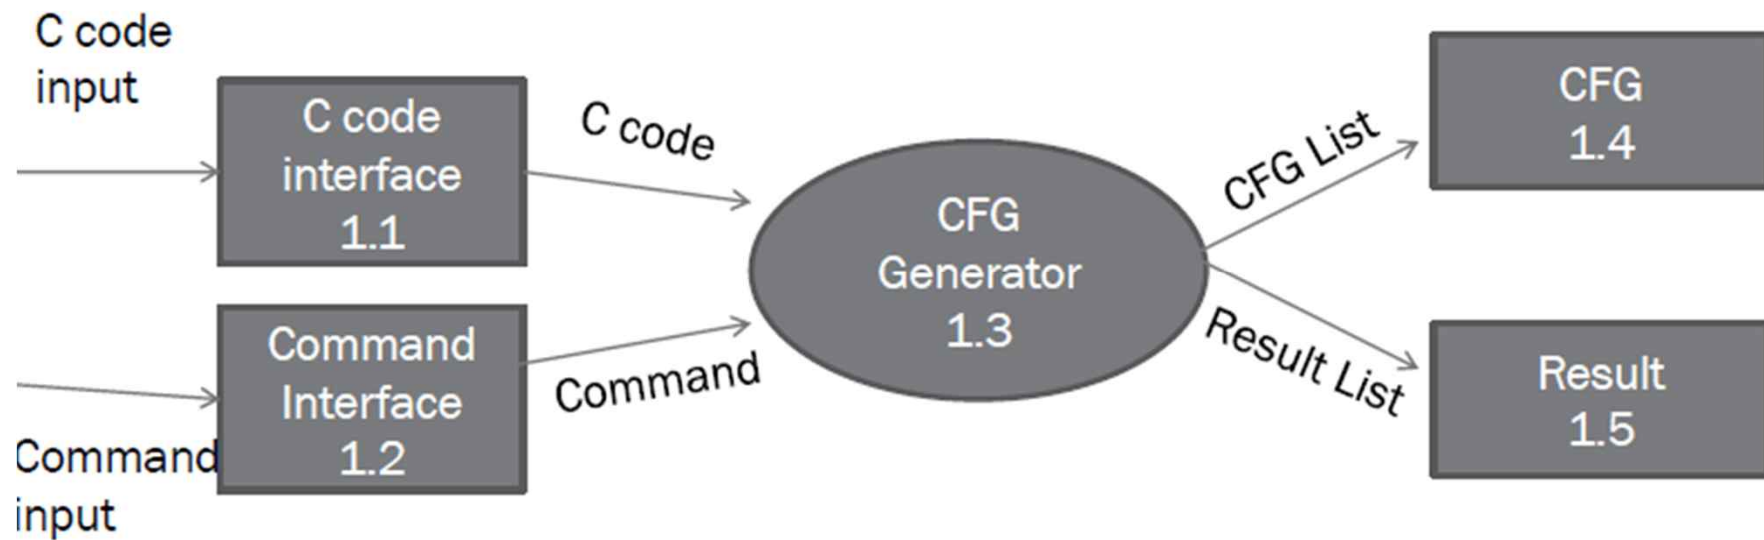 C code
input
C code
interface
1.1
C code
Command
Interface
1.2
Command
input
Command
CFG
Generator
1.3
CFG List
Result List
CFG
1.4
Result
1.5